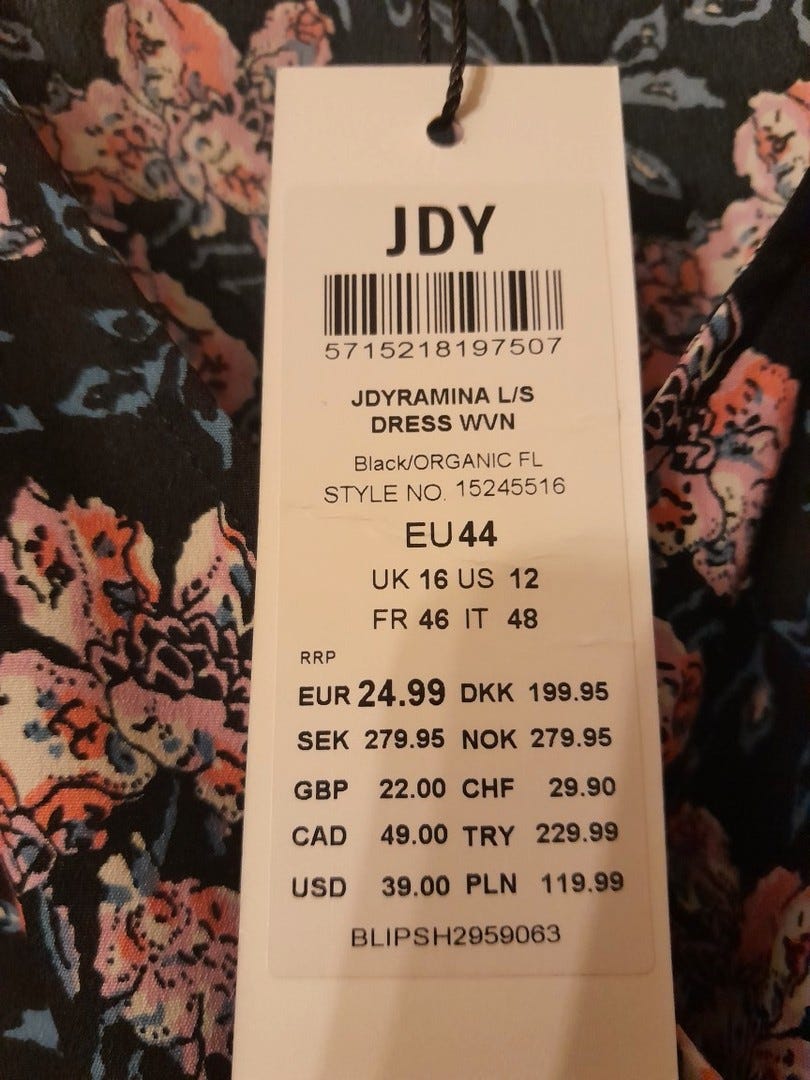 JDY
5715218197507
JDYRAMINA L/S
DRESS WVN
Black/ORGANIC FL
STYLE NO. 15245516
EU 44
UK 16 US 12
FR 46 IT 48
RRP
EUR 24.99 DKK 199.95
SEK 279.95 NOK 279.95
GBP 22.00 CHF 29.90
CAD 49.00 TRY 229.99
USD 39.00 PLN 119.99
BLIPSH2959063